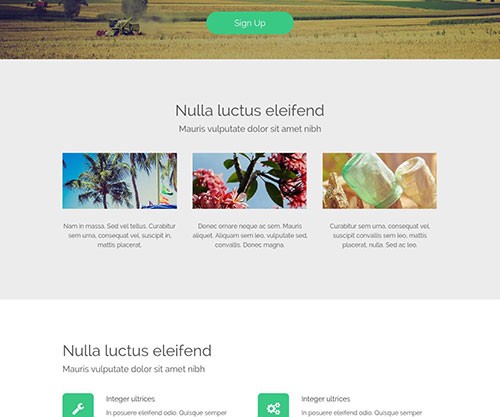 Sign Up
Nulla luctus eleifend
Mauris vulputate dolor sit amet nibh
Nam in massa. Sed vel tellus. Curabitur
sem urna, consequat vel, suscipit in,
mattis placerat.
Donec ornare neque ac sem. Mauris
aliquet. Aliquam sem leo, vulputate sed,
convallis. Donec magna.
Curabitur sem urna, consequat vel,
suscipit convallis sem leo, mattis
placerat, nulla. Sed ac leo.
Nulla luctus eleifend
Mauris vulputate dolor sit amet nibh
Integer ultrices
In posuere eleifend odio. Quisque semper
Integer ultrices
In posuere eleifend odio. Quisque semper